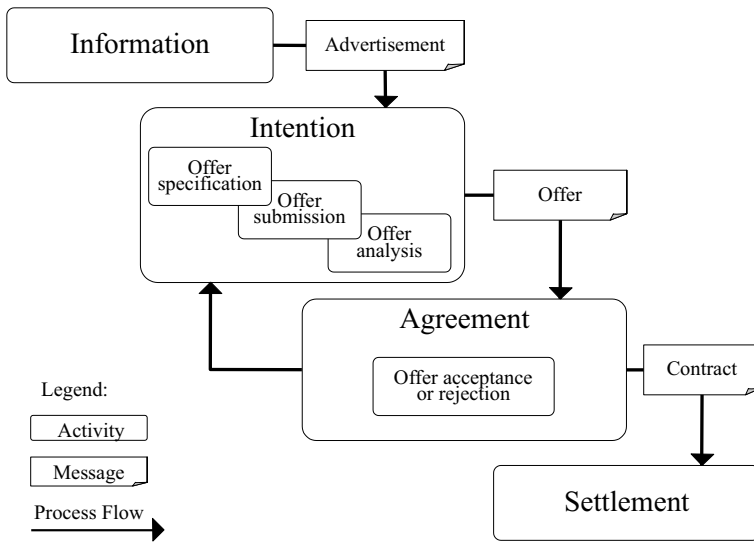 Information
Advertisement
Intention
Offer
specification
Offer
submission
Offer
analysis
Offer
Agreement
Offer acceptance
or rejection
Contract
Settlement
Legend:
Activity
Message
Process Flow